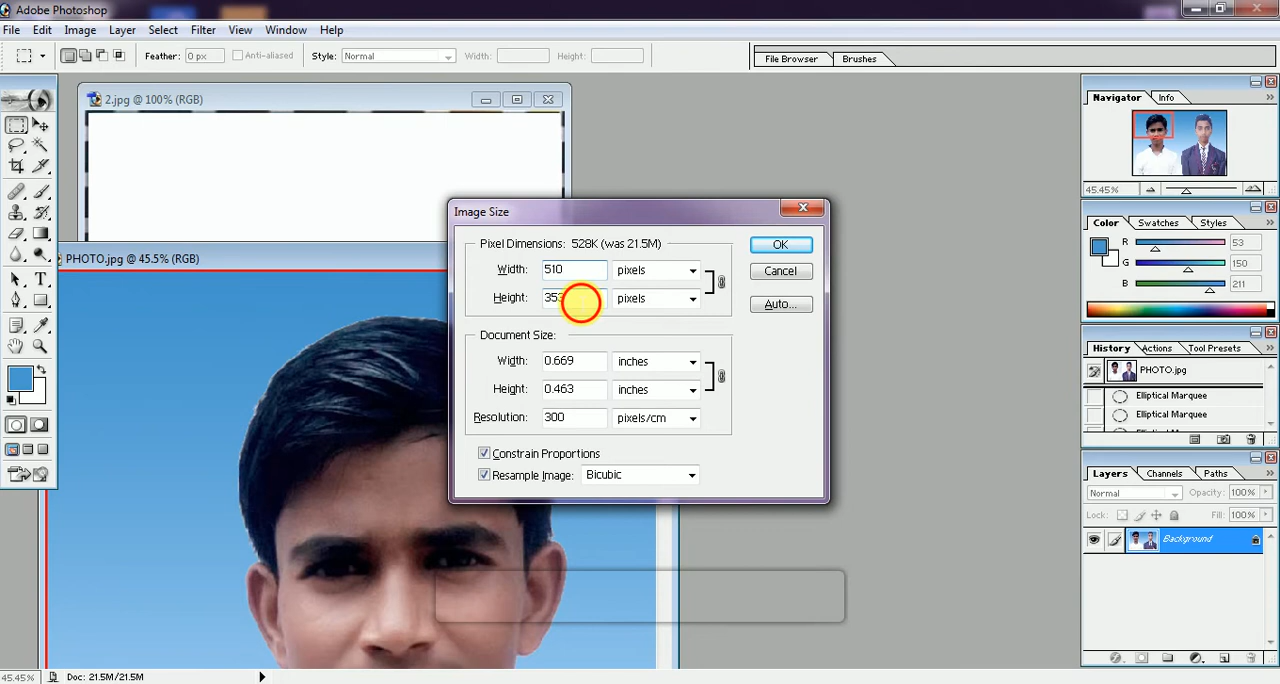 Adobe Photoshop
File Edit Image Layer Select Filter View Window Help
Feather: 0 px Anti-aliased Style: Normal Width: Height: File Browser Brushes
2.jpg @ 100% (RGB)
PHOTO.jpg @ 45.5% (RGB)
Image Size
Pixel Dimensions: 528K (was 21.5M)
Width: 510 pixels
Height: 353 pixels
Document Size:
Width: 0.669 inches
Height: 0.463 inches
Resolution: 300 pixels/cm
Constrain Proportions
Resample Image: Bicubic
OK
Cancel
Auto...
Navigator Info
45.45%
Color Swatches Styles
R 53
G 150
B 211
History Actions Tool Presets
PHOTO.jpg
Elliptical Marquee
Elliptical Marquee
Layers Channels Paths
Normal Opacity: 100%
Lock: Fill: 100%
Background
45.45% Doc: 21.5M/21.5M